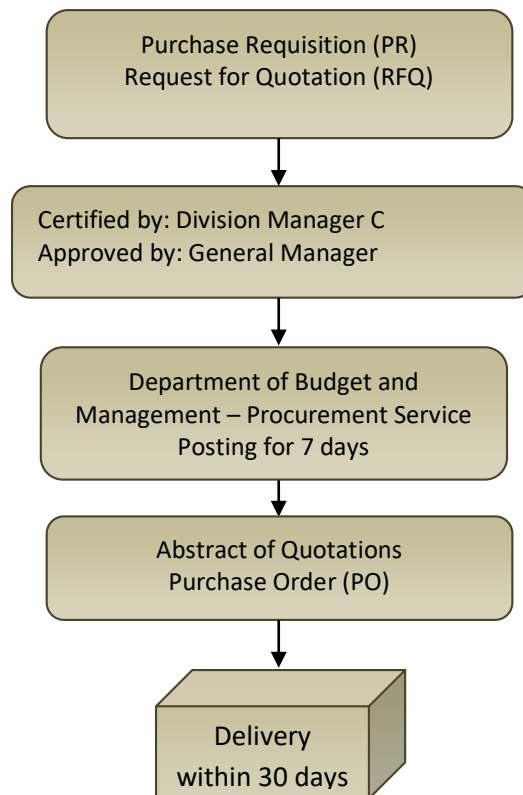 Purchase Requisition (PR)
Request for Quotation (RFQ)
Certified by: Division Manager C
Approved by: General Manager
Department of Budget and
Management – Procurement Service
Posting for 7 days
Abstract of Quotations
Purchase Order (PO)
Delivery
within 30 days